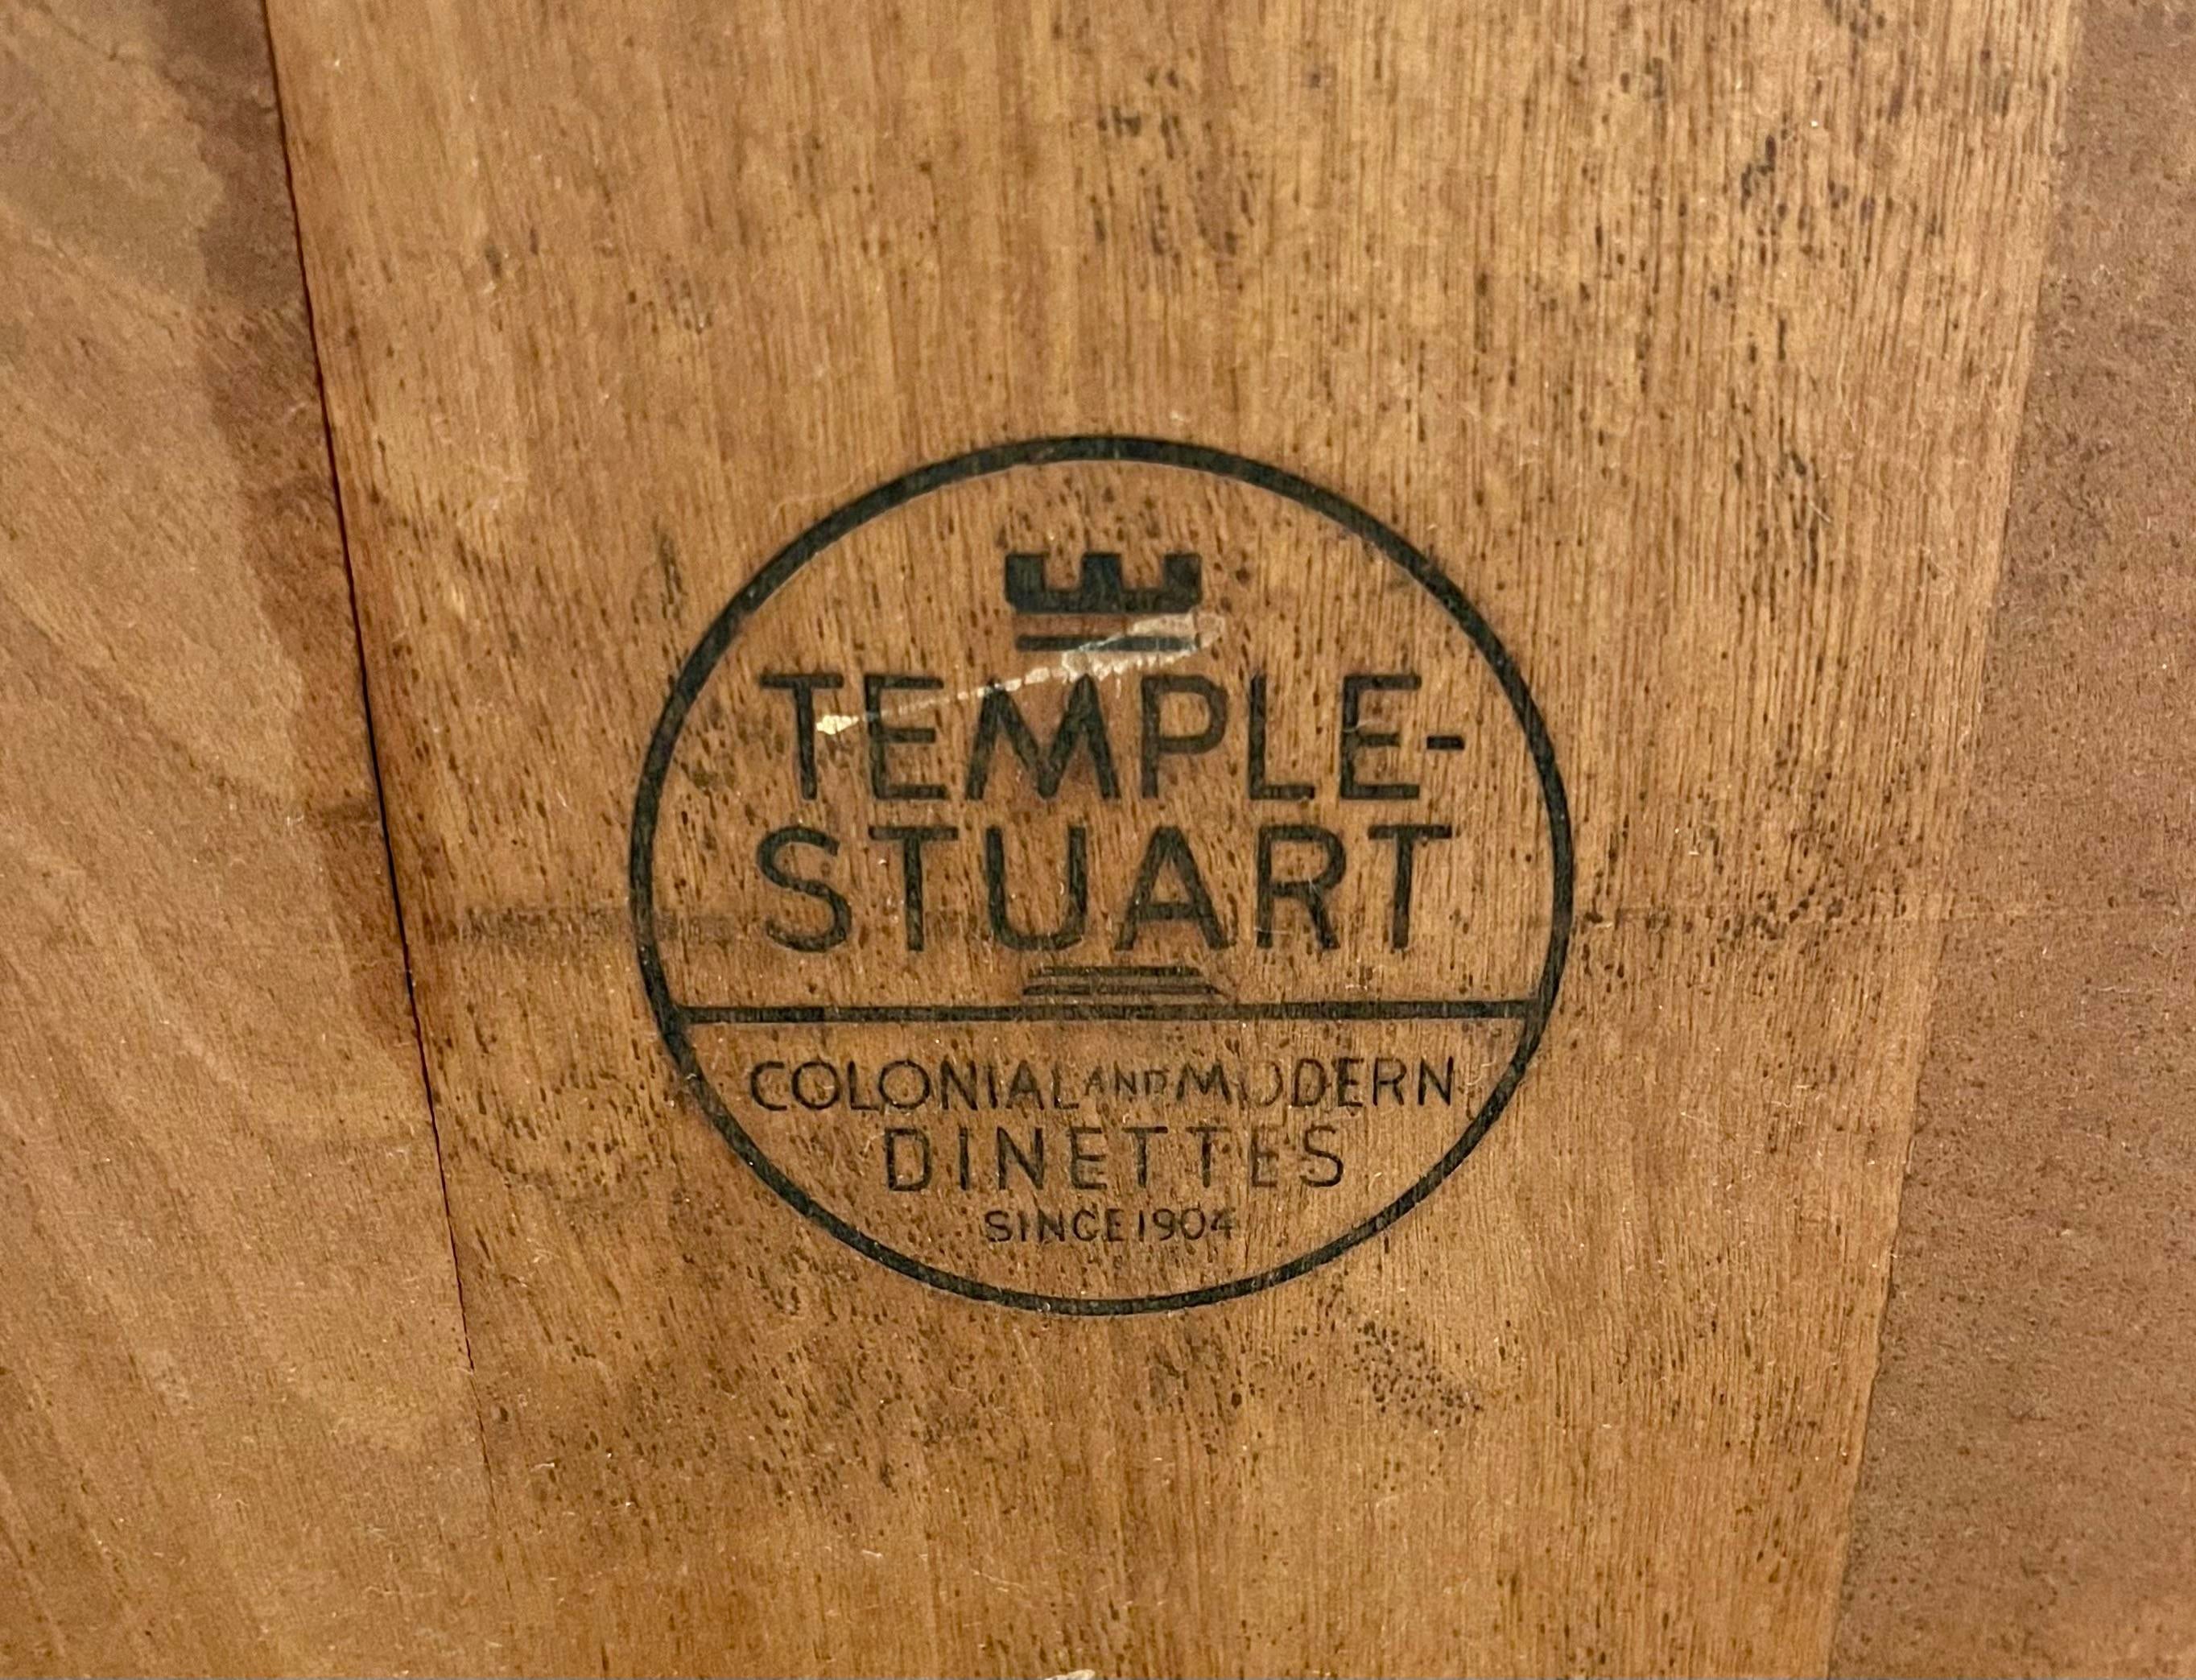 TEMPLE-
STUART
COLONIAL AND MODERN
DINETTES
SINCE 1904